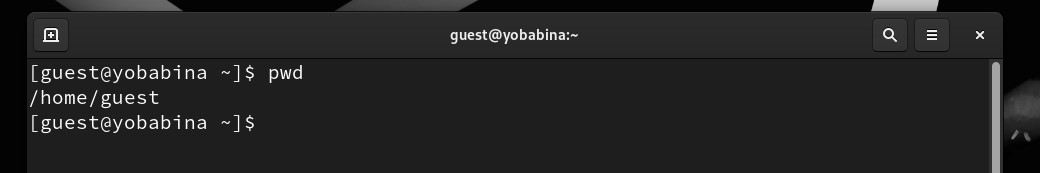 guest@yobabina:~
[guest@yobabina ~]$ pwd
/home/guest
[guest@yobabina ~]$